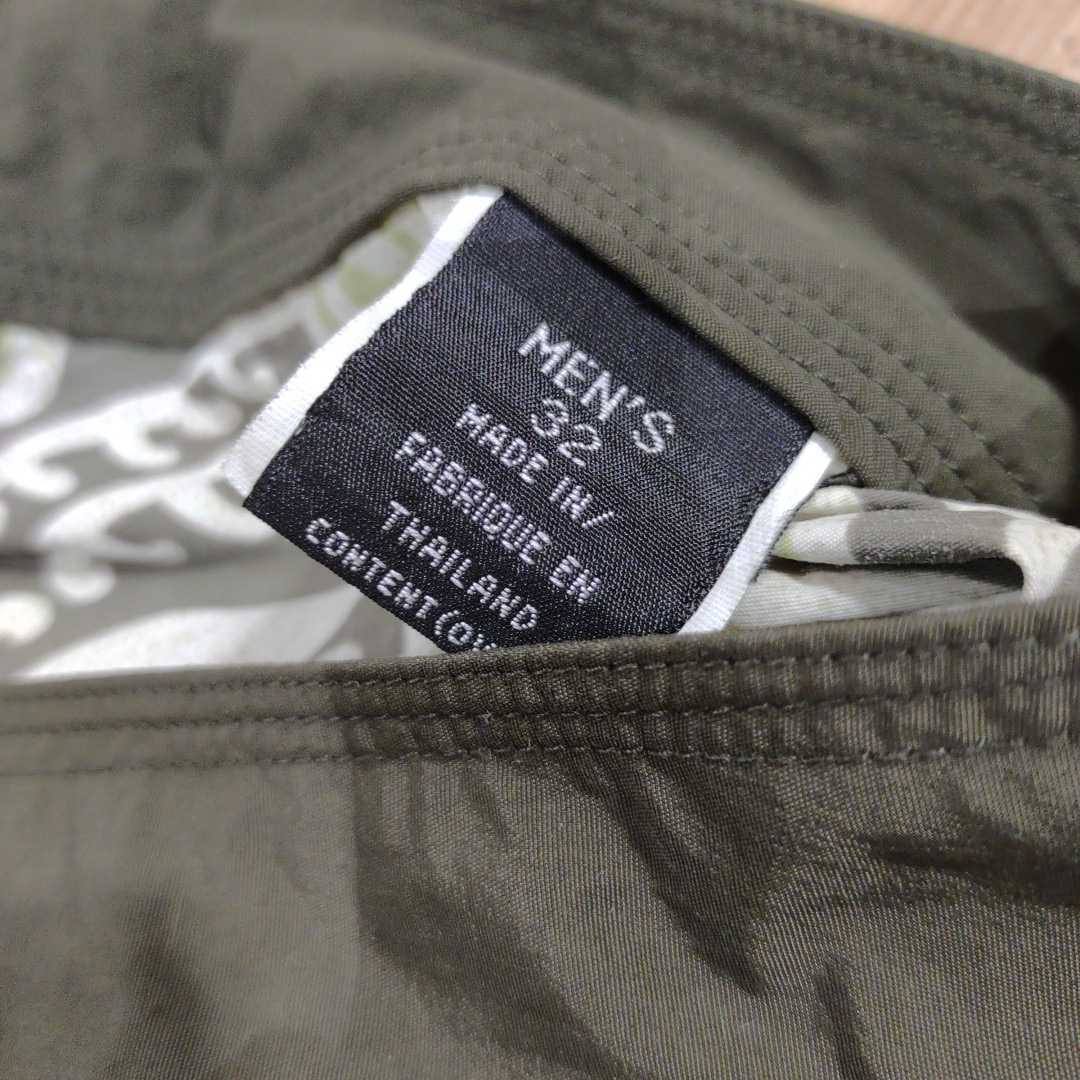 MEN'S
32
MADE IN/
FABRIQUE EN
THAILAND